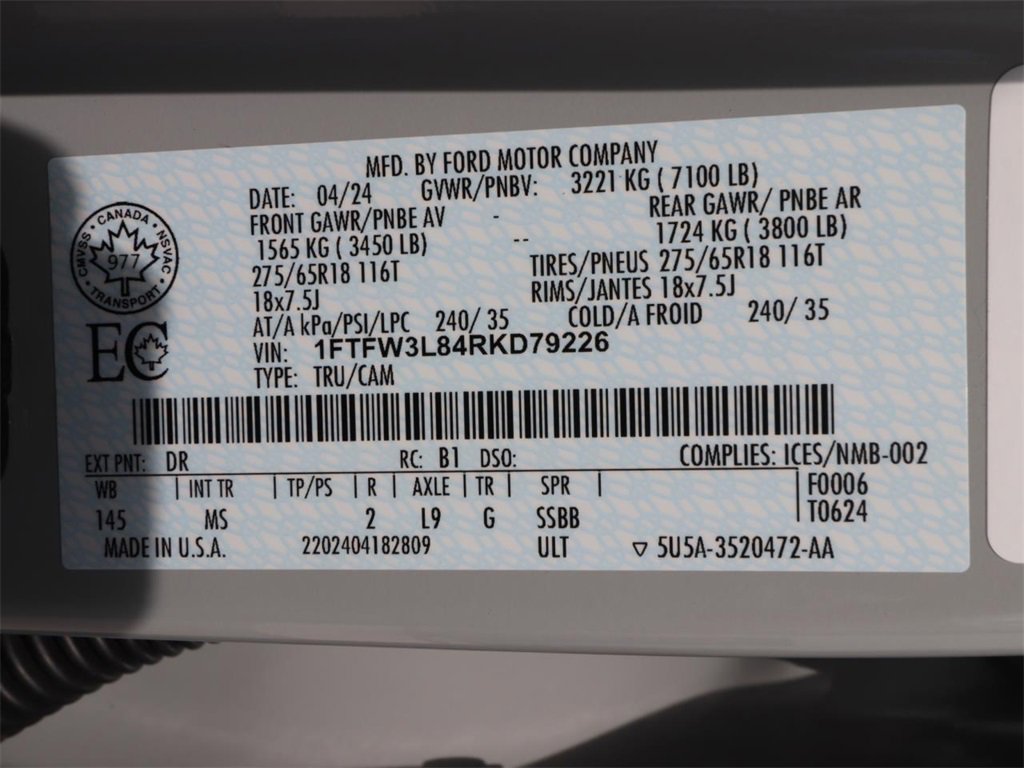 MFD. BY FORD MOTOR COMPANY
DATE: 04/24 GVWR/PNBV: 3221 KG ( 7100 LB)
FRONT GAWR/PNBE AV - REAR GAWR/ PNBE AR
1565 KG ( 3450 LB) -- 1724 KG ( 3800 LB)
275/65R18 116T TIRES/PNEUS 275/65R18 116T
18x7.5J RIMS/JANTES 18x7.5J
AT/A kPa/PSI/LPC 240/ 35 COLD/A FROID 240/ 35
VIN: 1FTFW3L84RKD79226
TYPE: TRU/CAM
CMVSS • CANADA • NSVAC
977
• TRANSPORT •
EC
EXT PNT: DR RC: B1 DSO: COMPLIES: ICES/NMB-002
WB | INT TR | TP/PS | R | AXLE | TR | SPR | F0006
145 MS 2 L9 G SSBB T0624
MADE IN U.S.A. 2202404182809 ULT ▽ 5U5A-3520472-AA